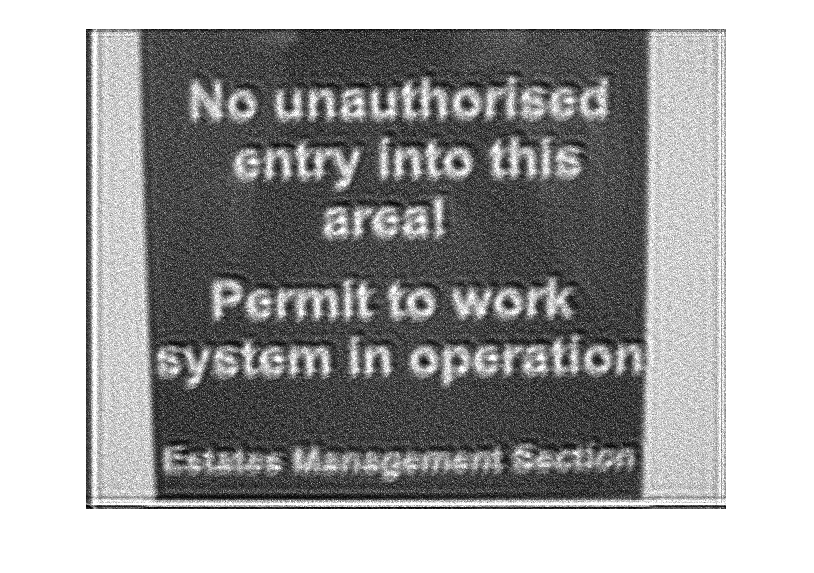 No unauthorised
entry into this
area!
Permit to work
system in operation
Estates Management Section